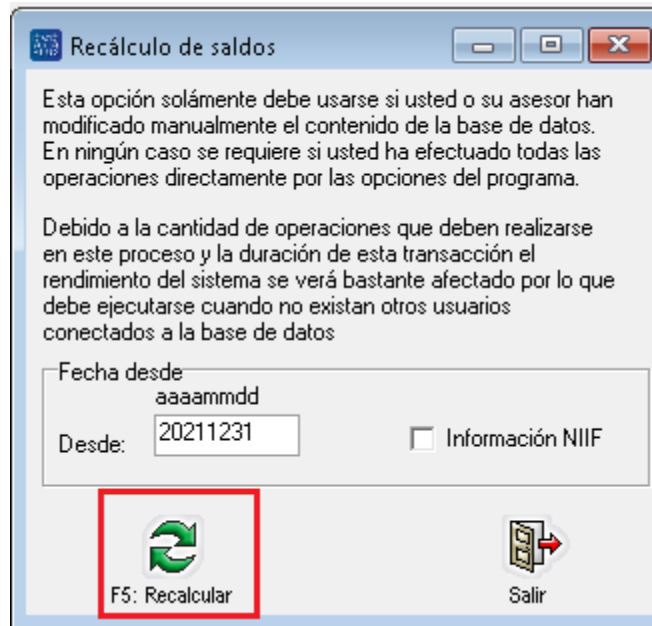 Recálculo de saldos
Esta opción solámente debe usarse si usted o su asesor han
modificado manualmente el contenido de la base de datos.
En ningún caso se requiere si usted ha efectuado todas las
operaciones directamente por las opciones del programa.
Debido a la cantidad de operaciones que deben realizarse
en este proceso y la duración de esta transacción el
rendimiento del sistema se verá bastante afectado por lo que
debe ejecutarse cuando no existan otros usuarios
conectados a la base de datos
Fecha desde
aaaammdd
Desde: 20211231 Información NIIF
F5: Recalcular Salir